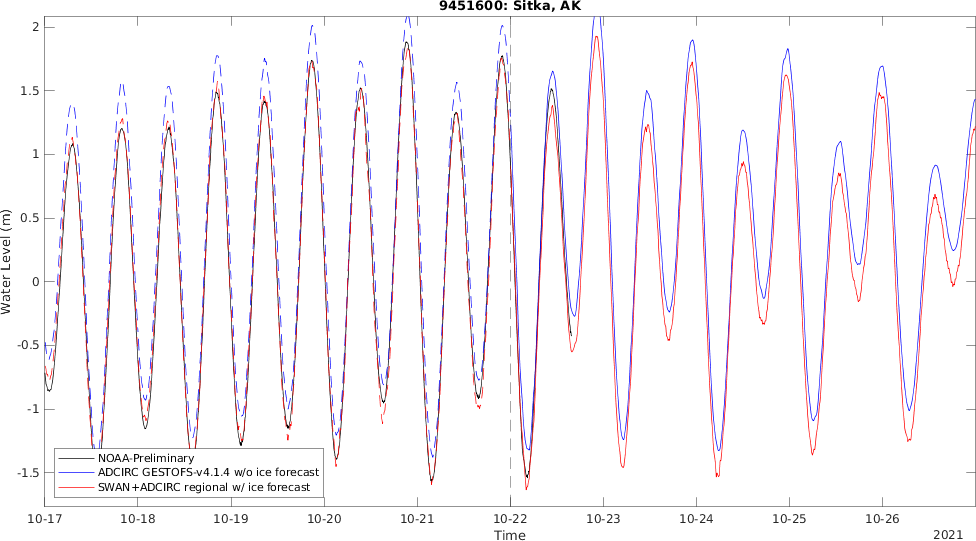 9451600: Sitka, AK
2
1.5
1
0.5
0
-0.5
-1
-1.5
Water Level (m)
NOAA-Preliminary
ADCIRC GESTOFS-v4.1.4 w/o ice forecast
SWAN+ADCIRC regional w/ ice forecast
10-17 10-18 10-19 10-20 10-21 10-22 10-23 10-24 10-25 10-26
Time
2021